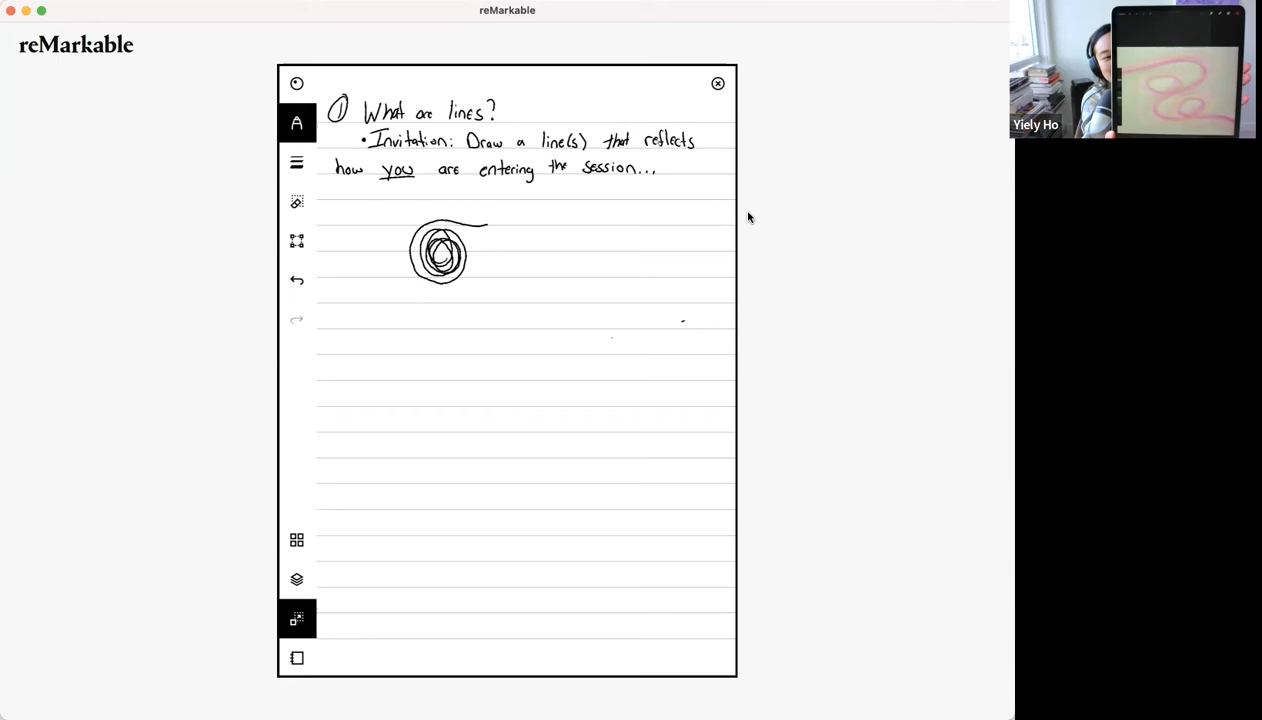 reMarkable
reMarkable
① What are lines?
• Invitation: Draw a line(s) that reflects
how you are entering the session...
Yiely Ho